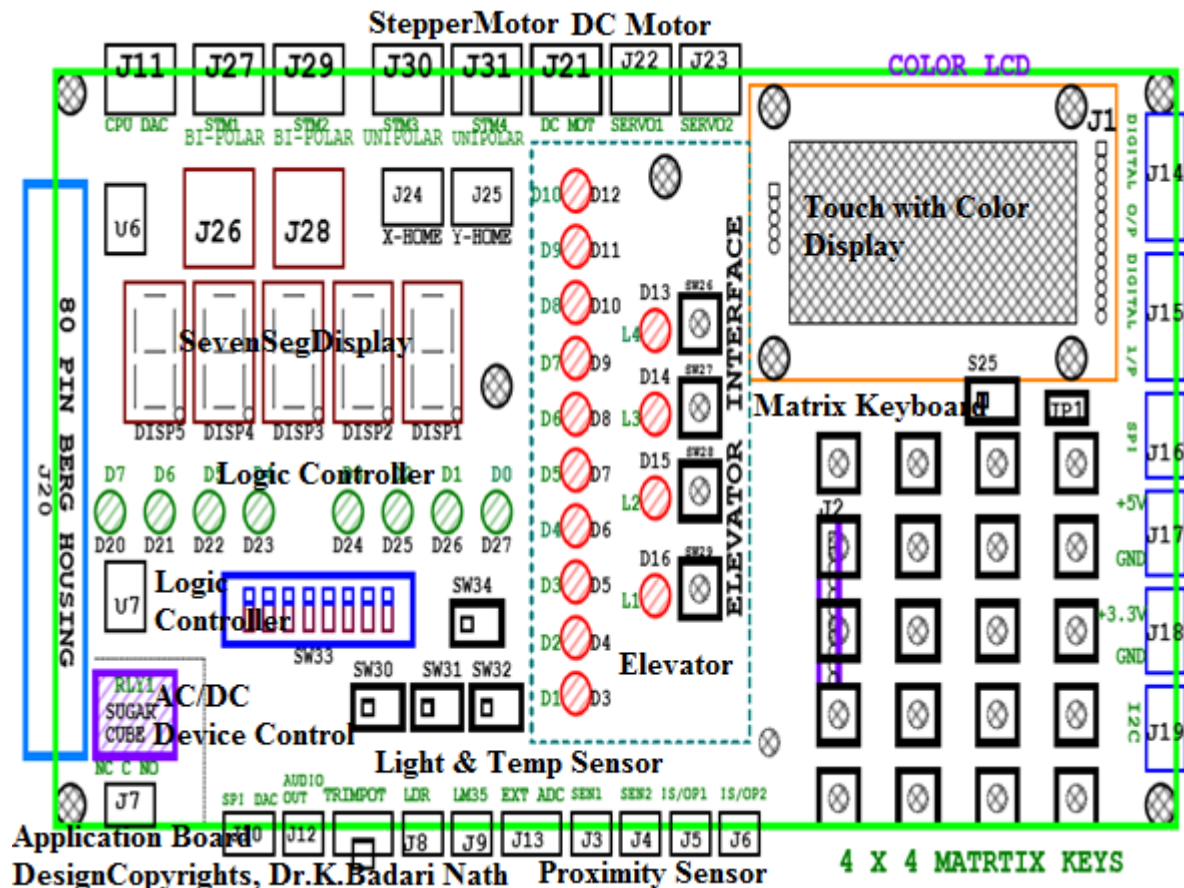 StepperMotor DC Motor
J11 J27 J29 J30 J31 J21 J22 J23
COLOR LCD
CPU DAC STM1 STM2 STM3 STM4 DC MOT SERVO1 SERVO2
BI-POLAR BI-POLAR UNIPOLAR UNIPOLAR
J1
DIGITAL O/P
J14
U6
J26 J28
J24 J25
X-HOME Y-HOME
D10 D12
D9 D11
D8 D10
D7 D9
D6 D8
D5 D7
D4 D6
D3 D5
D2 D4
D1 D3
SW26
D13
L4
SW27
D14
L3
SW28
D15
L2
SW29
D16
L1
ELEVATOR INTERFACE
Touch with Color
Display
DIGITAL I/P
J15
80 PIN BERG HOUSING
J20
SevenSegDisplay
DISP5 DISP4 DISP3 DISP2 DISP1
S25
Matrix Keyboard
JP1
SPI
J16
Logic Controller
D7 D6 D5 D1 D0
D20 D21 D22 D23 D24 D25 D26 D27
J2
+5V
J17
GND
U7
Logic
Controller
SW33
SW34
+3.3V
J18
GND
Elevator
SW30 SW31 SW32
RLY1
SUGAR
CUBE
AC/DC
Device Control
I2C
J19
NC C NO
J7
Light & Temp Sensor
SPI DAC AUDIO OUT TRIMPOT LDR LM35 EXT ADC SEN1 SEN2 IS/OP1 IS/OP2
J12 J8 J9 J13 J3 J4 J5 J6
Application Board
DesignCopyrights, Dr.K.Badari Nath
Proximity Sensor
4 X 4 MATRTIX KEYS